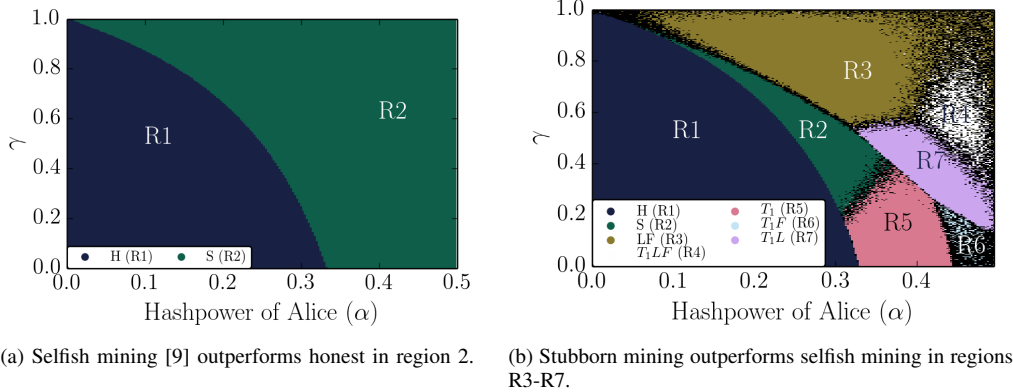 1.0
0.8
0.6
0.4
0.2
0.0
γ
R1
R2
H (R1)
S (R2)
0.0
0.1
0.2
0.3
0.4
0.5
Hashpower of Alice (α)
(a) Selfish mining [9] outperforms honest in region 2.
1.0
0.8
0.6
0.4
0.2
0.0
γ
R1
R2
R3
R4
R7
R5
R6
H (R1)
S (R2)
LF (R3)
T₁LF (R4)
T₁ (R5)
T₁F (R6)
T₁L (R7)
0.0
0.1
0.2
0.3
0.4
Hashpower of Alice (α)
(b) Stubborn mining outperforms selfish mining in regions
R3-R7.